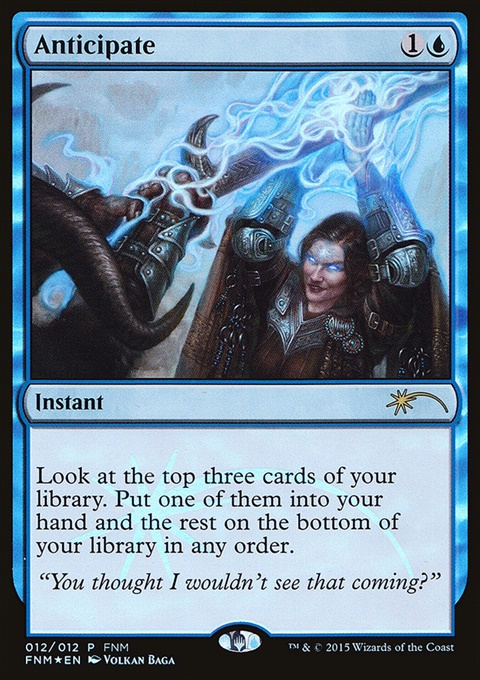 Anticipate 1
Instant
Look at the top three cards of your
library. Put one of them into your
hand and the rest on the bottom of
your library in any order.
“You thought I wouldn’t see that coming?”
012/012 P FNM
FNM★EN Volkan Baga
™ & © 2015 Wizards of the Coast